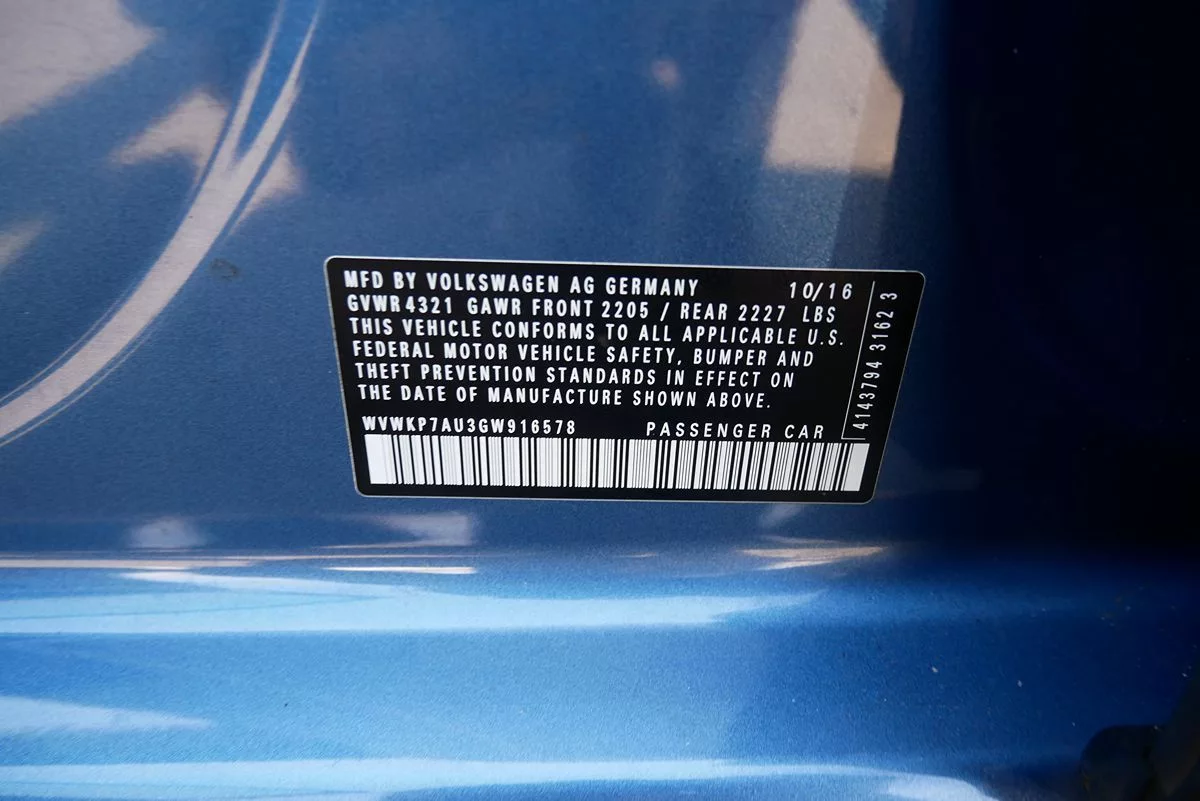 MFD BY VOLKSWAGEN AG GERMANY 10/16
GVWR 4321 GAWR FRONT 2205 / REAR 2227 LBS
THIS VEHICLE CONFORMS TO ALL APPLICABLE U.S.
FEDERAL MOTOR VEHICLE SAFETY, BUMPER AND
THEFT PREVENTION STANDARDS IN EFFECT ON
THE DATE OF MANUFACTURE SHOWN ABOVE.
WVWKP7AU3GW916578 PASSENGER CAR
4143794 3162 3